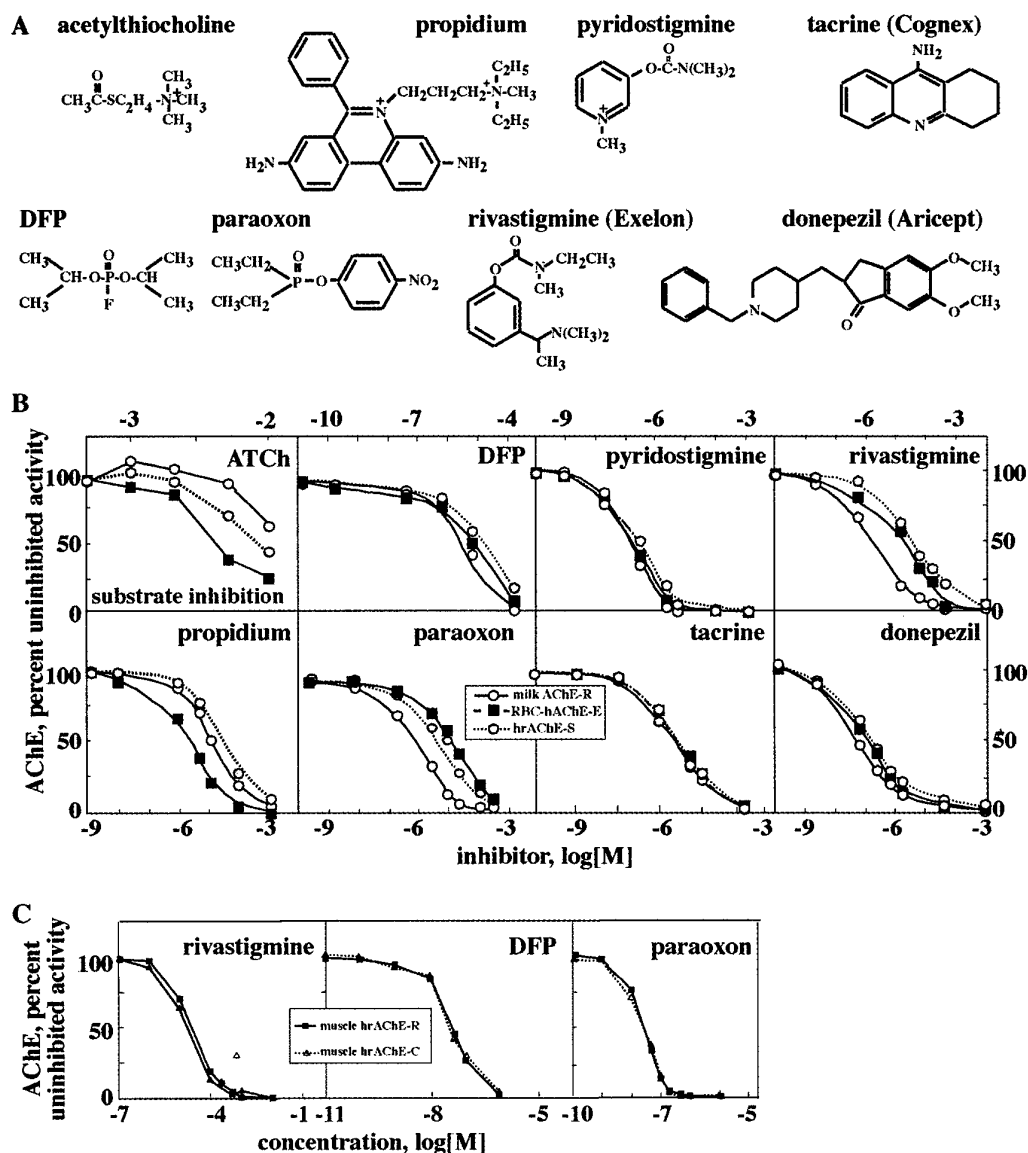 A
acetylthiocholine
propidium
pyridostigmine
tacrine (Cognex)
O
CH3C-SC2H4-N-CH3
CH3
CH3
+
C2H5
N-CH3
CH2CH2CH2
C2H5
N
+
H2N
NH2
O
O-C-N(CH3)2
N
+
CH3
NH2
N
DFP
paraoxon
rivastigmine (Exelon)
donepezil (Aricept)
CH3
O
CH3
CH-O-P-O-CH
CH3
F
CH3
CH3CH2
O
P-O
NO2
CH3CH2
O
O
N
CH2CH3
CH3
N(CH3)2
CH3
N
O
O
CH3
O
CH3
B
-3 -2 -10 -8 -6 -4 -9 -6 -3 -6 -3
ATCh
DFP
pyridostigmine
rivastigmine
100
50
0
substrate inhibition
100
50
0
propidium
paraoxon
tacrine
donepezil
milk AChE-R
RBC-hAChE-E
hrAChE-S
100
50
0
100
50
0
-9 -6 -9 -6 -3 -9 -6 -3 -9 -6 -3
AChE, percent uninhibited activity
inhibitor, log[M]
C
rivastigmine
DFP
paraoxon
100
50
0
muscle hrAChE-R
muscle hrAChE-C
-7 -4 -1 -11 -8 -5 -10 -7 -5
AChE, percent
uninhibited activity
concentration, log[M]